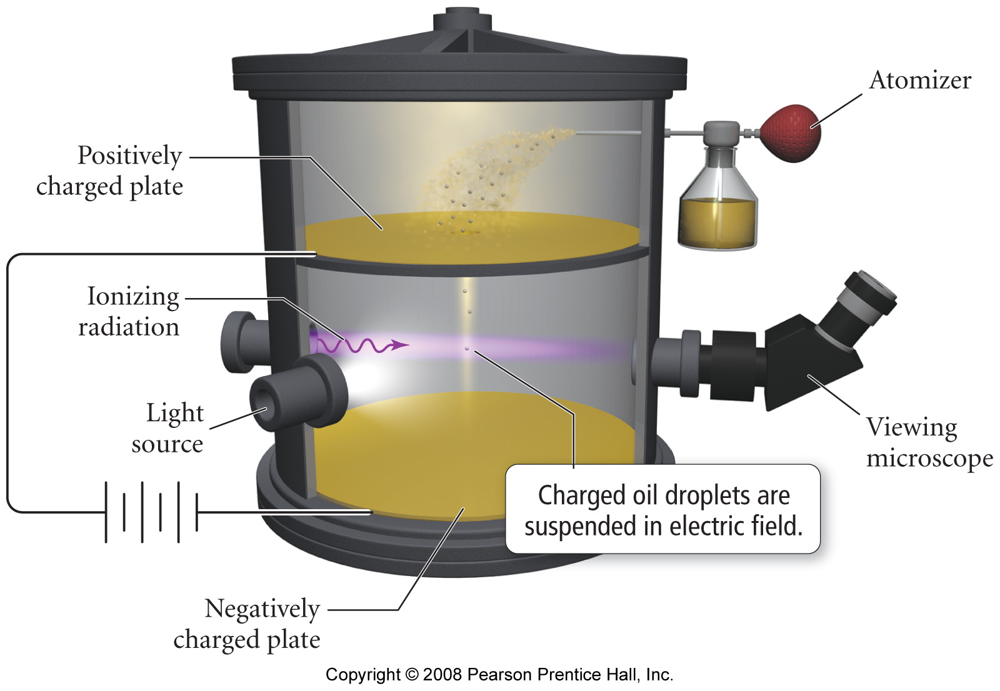 Atomizer
Positively
charged plate
Ionizing
radiation
Light
source
Viewing
microscope
Charged oil droplets are
suspended in electric field.
Negatively
charged plate
Copyright © 2008 Pearson Prentice Hall, Inc.